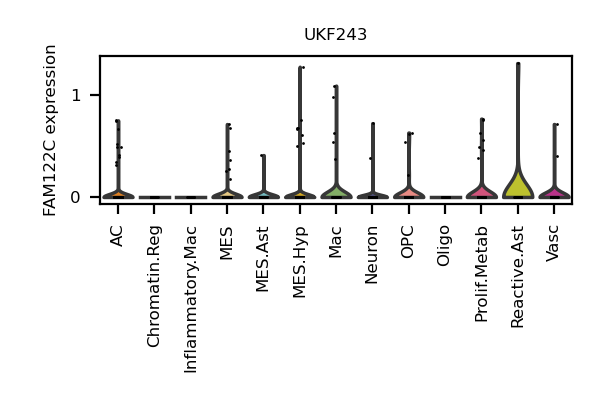 UKF243
FAM122C expression
1
0
AC
Chromatin.Reg
Inflammatory.Mac
MES
MES.Ast
MES.Hyp
Mac
Neuron
OPC
Oligo
Prolif.Metab
Reactive.Ast
Vasc